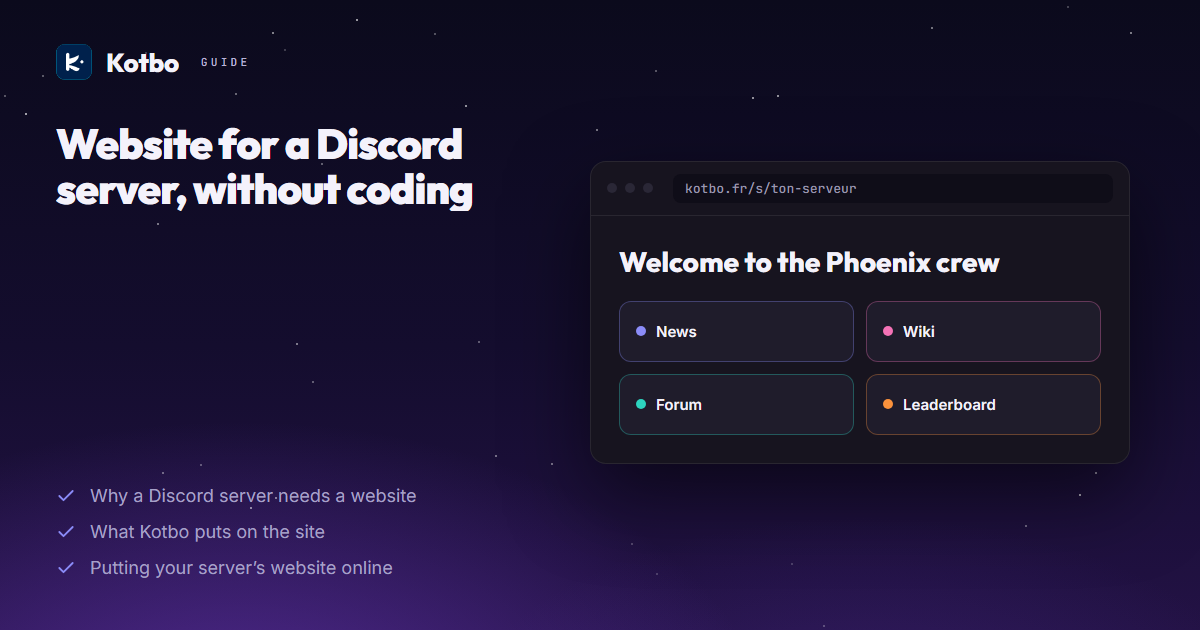 Kotbo GUIDE
Website for a Discord
server, without coding
kotbo.fr/s/ton-serveur
Welcome to the Phoenix crew
News
Wiki
Forum
Leaderboard
Why a Discord server needs a website
What Kotbo puts on the site
Putting your server’s website online